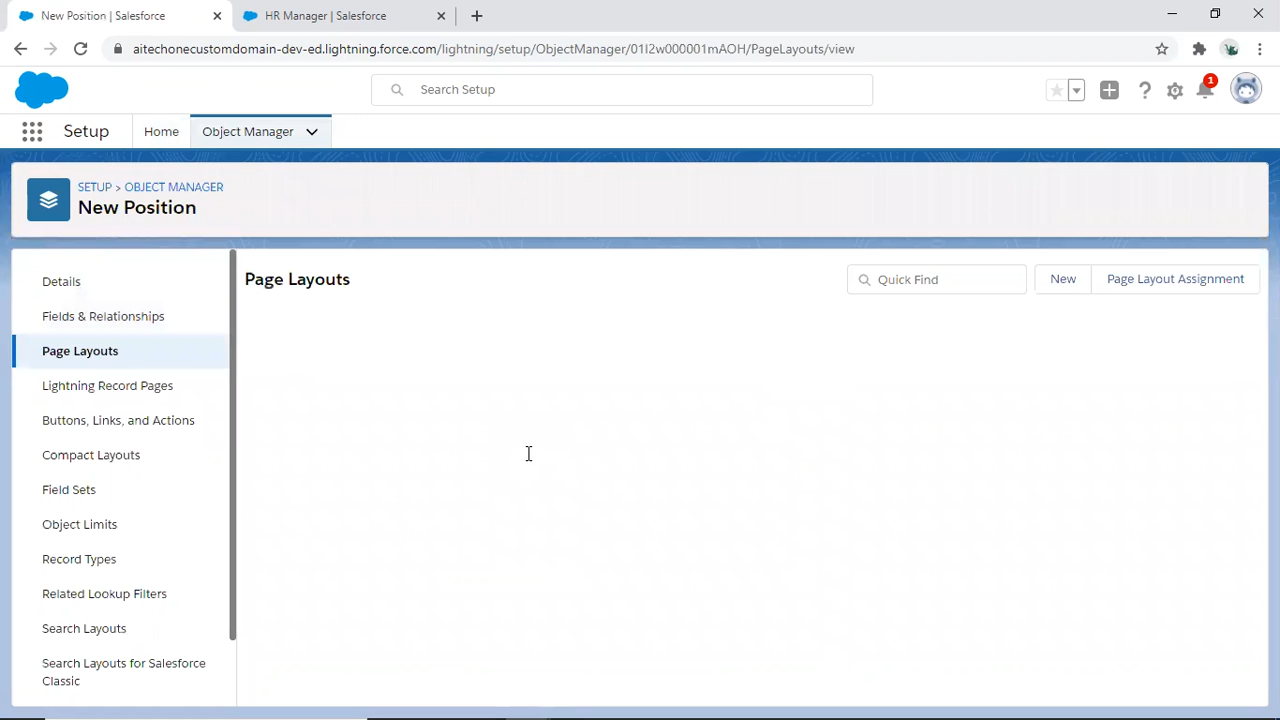 New Position | Salesforce
HR Manager | Salesforce
aitechonecustomdomain-dev-ed.lightning.force.com/lightning/setup/ObjectManager/01I2w000001mAOH/PageLayouts/view
Search Setup
1
Setup
Home
Object Manager
SETUP > OBJECT MANAGER
New Position
Details
Fields & Relationships
Page Layouts
Lightning Record Pages
Buttons, Links, and Actions
Compact Layouts
Field Sets
Object Limits
Record Types
Related Lookup Filters
Search Layouts
Search Layouts for Salesforce
Classic
Page Layouts
Quick Find
New
Page Layout Assignment